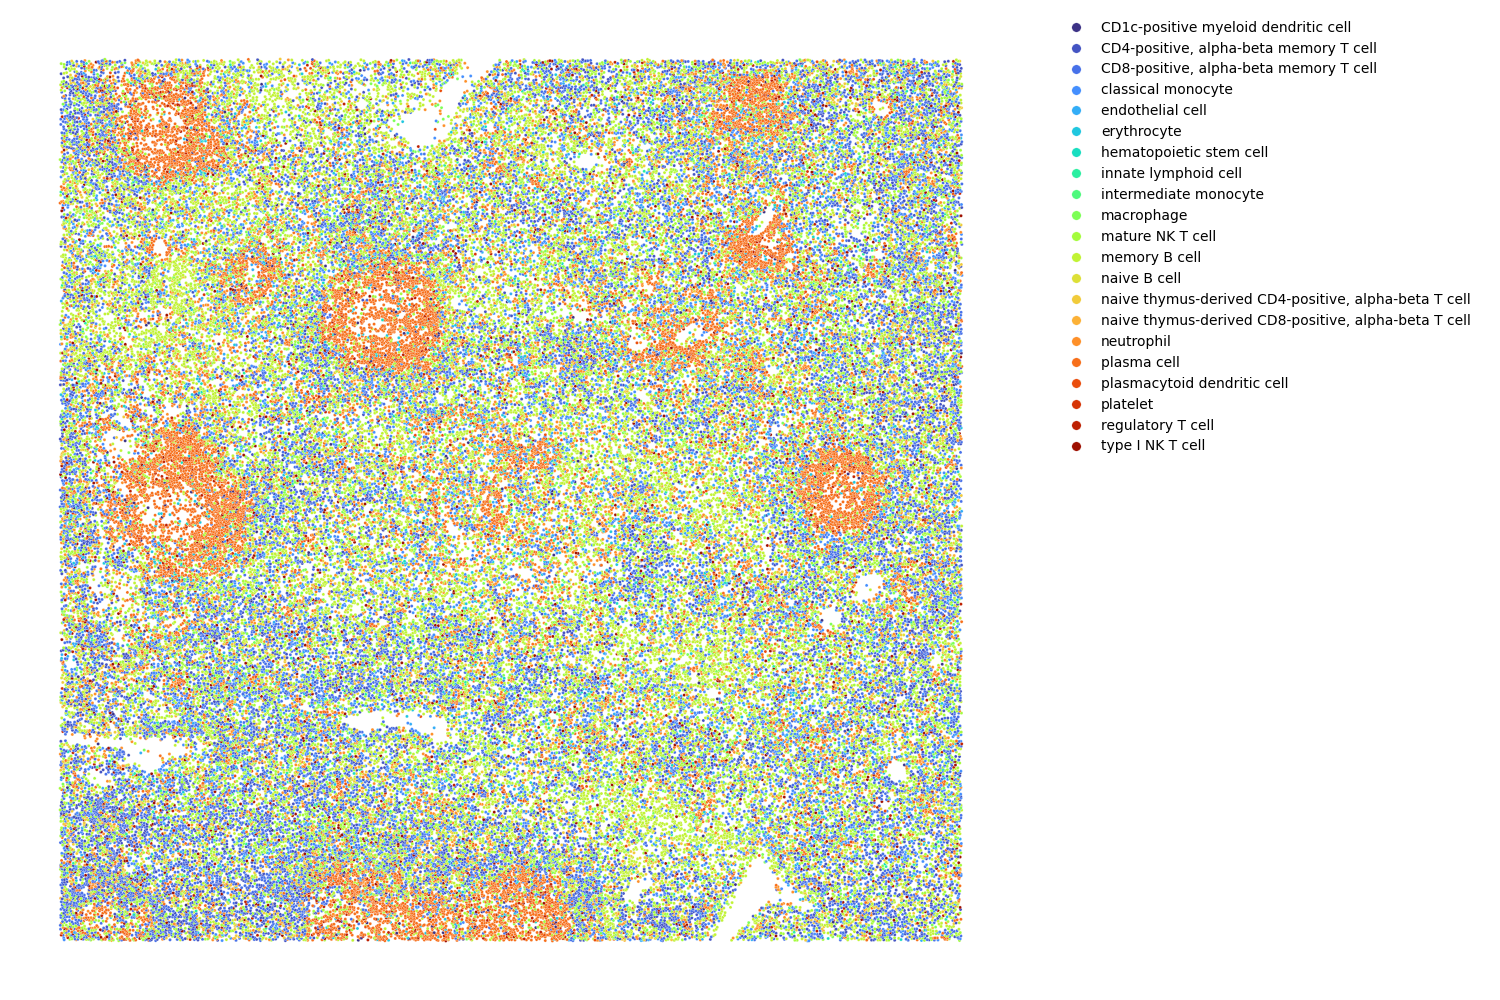 CD1c-positive myeloid dendritic cell
CD4-positive, alpha-beta memory T cell
CD8-positive, alpha-beta memory T cell
classical monocyte
endothelial cell
erythrocyte
hematopoietic stem cell
innate lymphoid cell
intermediate monocyte
macrophage
mature NK T cell
memory B cell
naive B cell
naive thymus-derived CD4-positive, alpha-beta T cell
naive thymus-derived CD8-positive, alpha-beta T cell
neutrophil
plasma cell
plasmacytoid dendritic cell
platelet
regulatory T cell
type I NK T cell